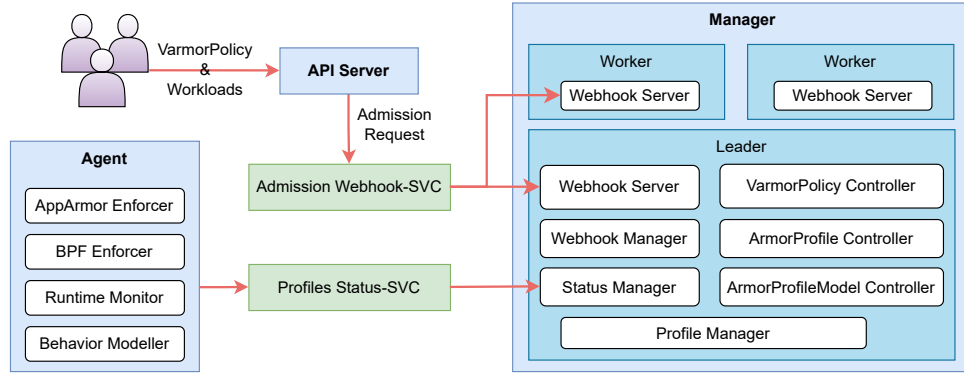 VarmorPolicy
&
Workloads
API Server
Admission
Request
Manager
Worker
Webhook Server
Worker
Webhook Server
Agent
AppArmor Enforcer
BPF Enforcer
Runtime Monitor
Behavior Modeller
Admission Webhook-SVC
Profiles Status-SVC
Leader
Webhook Server
VarmorPolicy Controller
Webhook Manager
ArmorProfile Controller
Status Manager
ArmorProfileModel Controller
Profile Manager